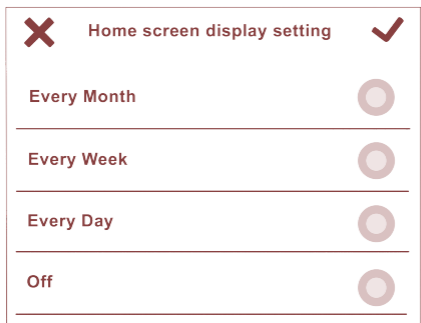 Home screen display setting
Every Month
Every Week
Every Day
Off